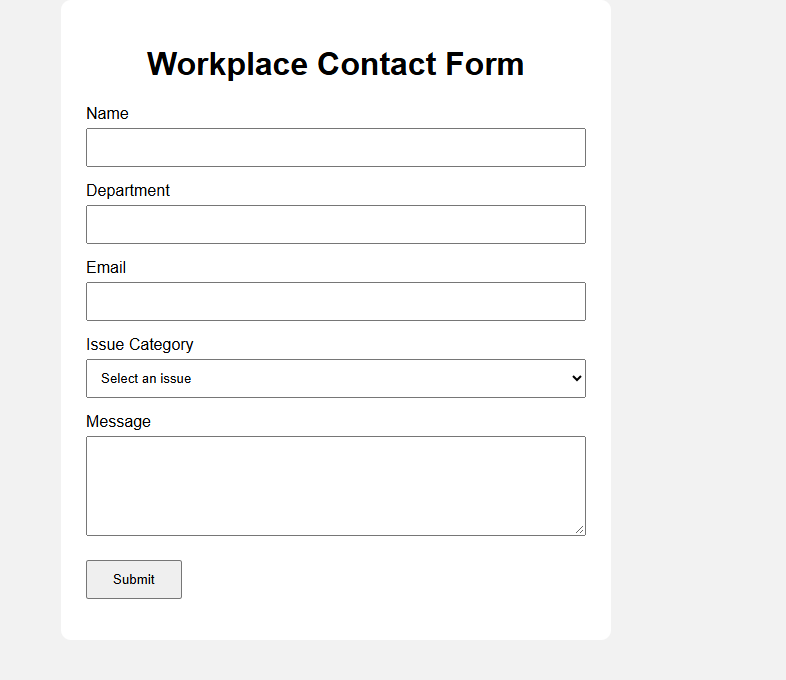 Workplace Contact Form
Name
Department
Email
Issue Category
Select an issue
Message
Submit